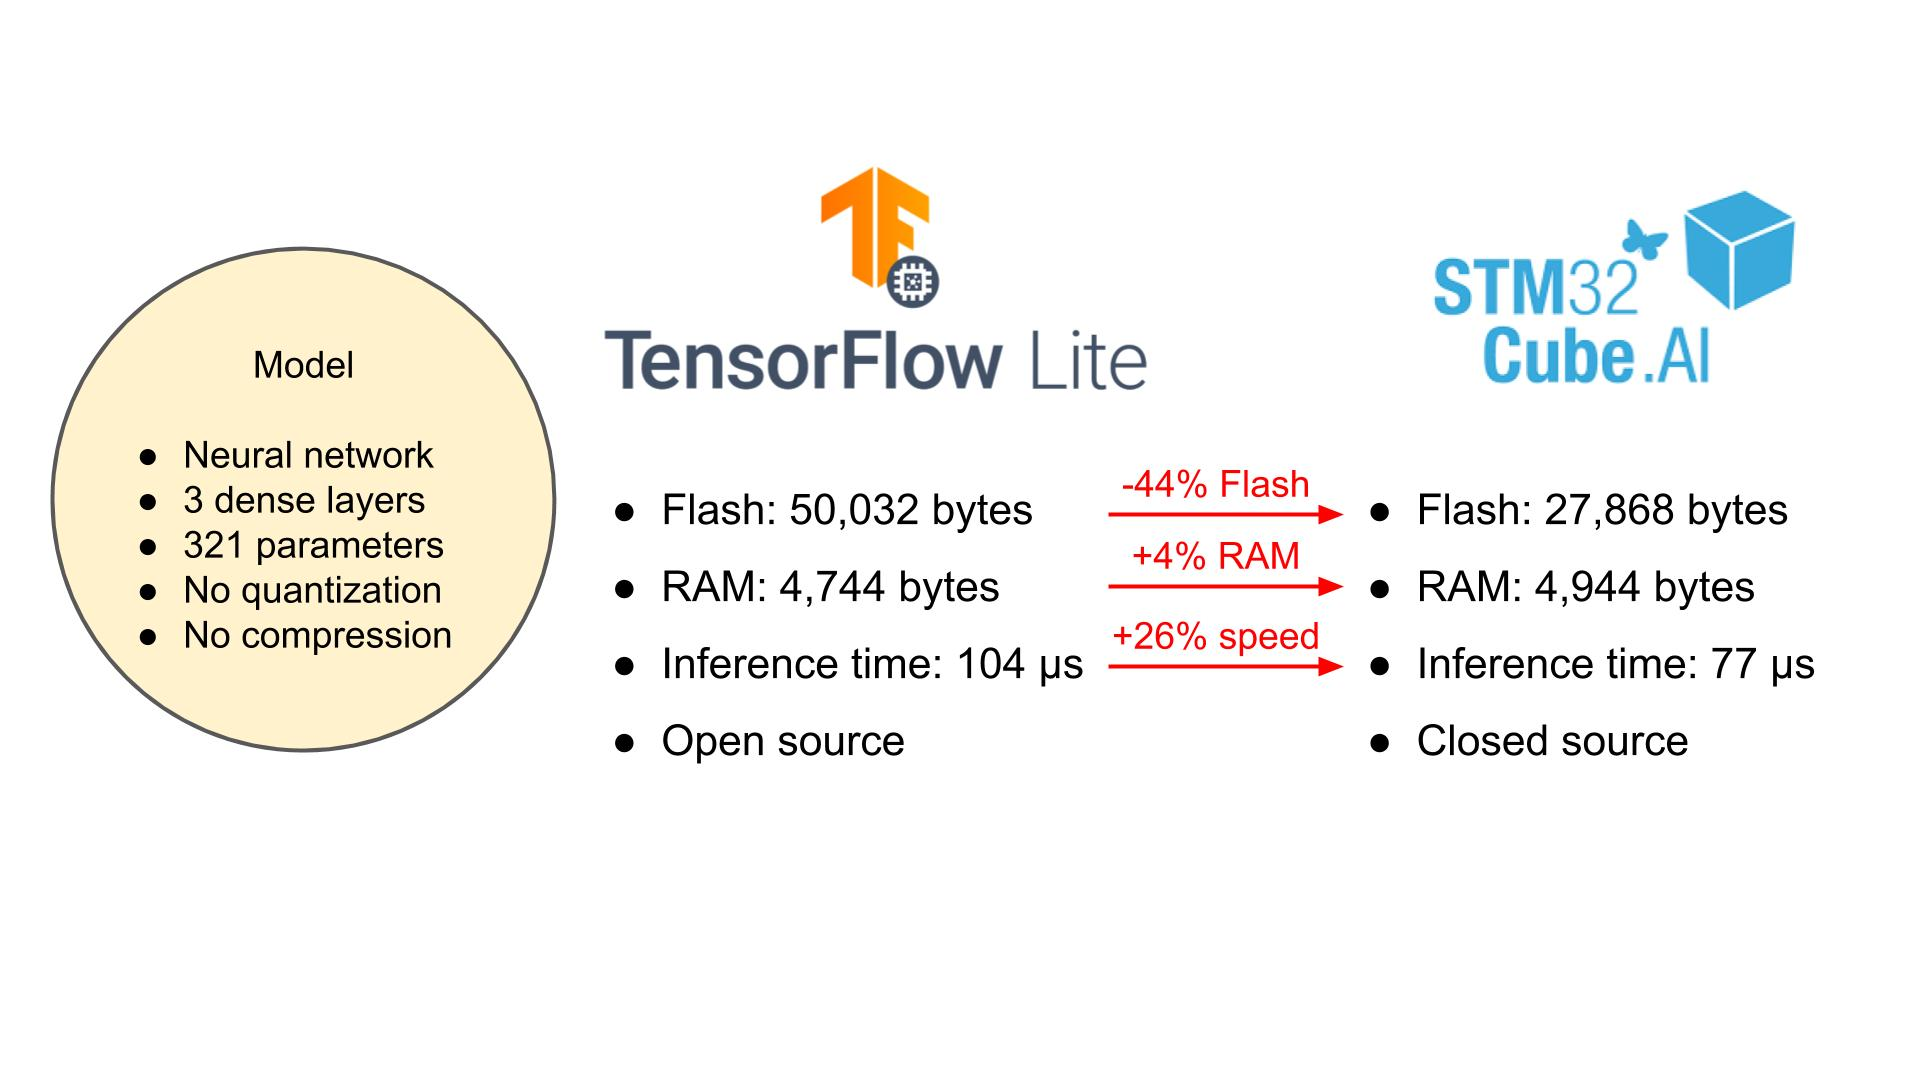 Model
● Neural network
● 3 dense layers
● 321 parameters
● No quantization
● No compression
TensorFlow Lite
● Flash: 50,032 bytes
● RAM: 4,744 bytes
● Inference time: 104 µs
● Open source
-44% Flash
+4% RAM
+26% speed
STM32
Cube.AI
● Flash: 27,868 bytes
● RAM: 4,944 bytes
● Inference time: 77 µs
● Closed source